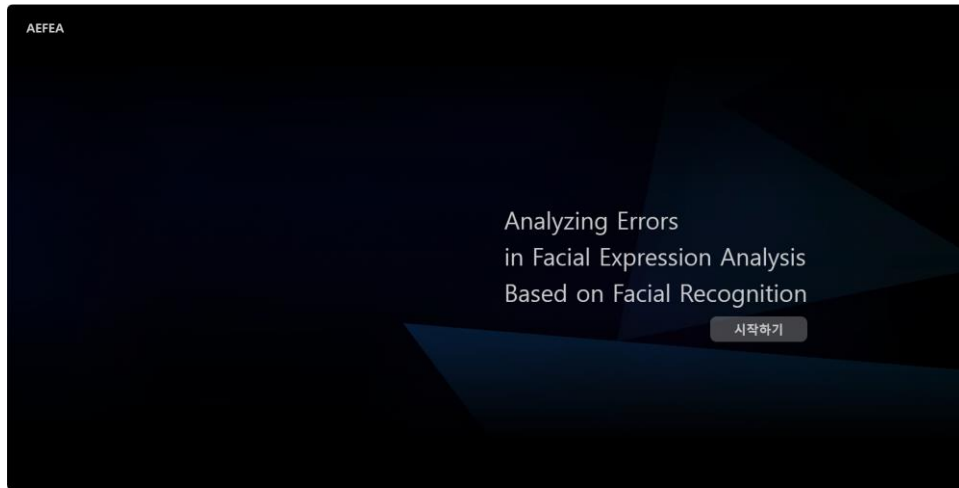 AEFEA
Analyzing Errors
in Facial Expression Analysis
Based on Facial Recognition
시작하기